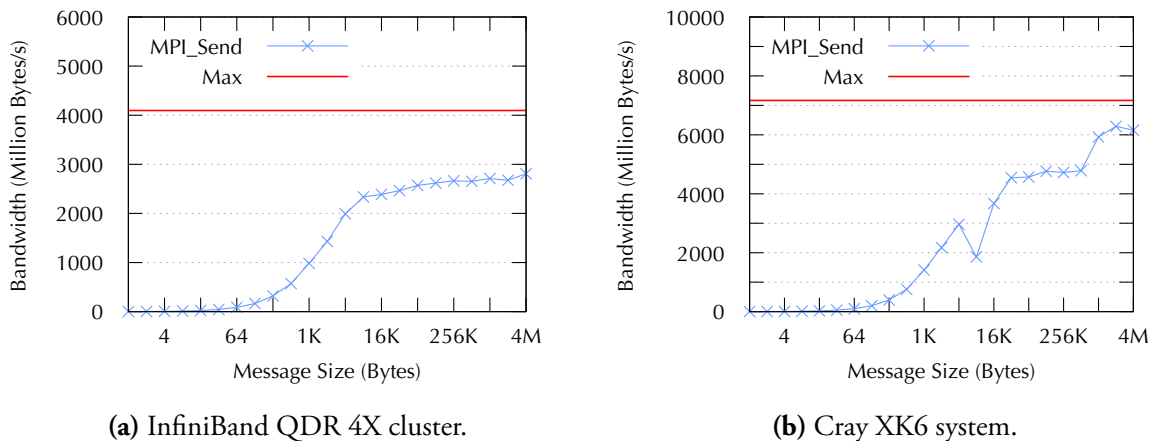 6000
5000
4000
3000
2000
1000
0
4
64
1K
16K
256K
4M
Bandwidth (Million Bytes/s)
Message Size (Bytes)
MPI_Send
Max
(a) InfiniBand QDR 4X cluster.
10000
8000
6000
4000
2000
0
4
64
1K
16K
256K
4M
Bandwidth (Million Bytes/s)
Message Size (Bytes)
MPI_Send
Max
(b) Cray XK6 system.